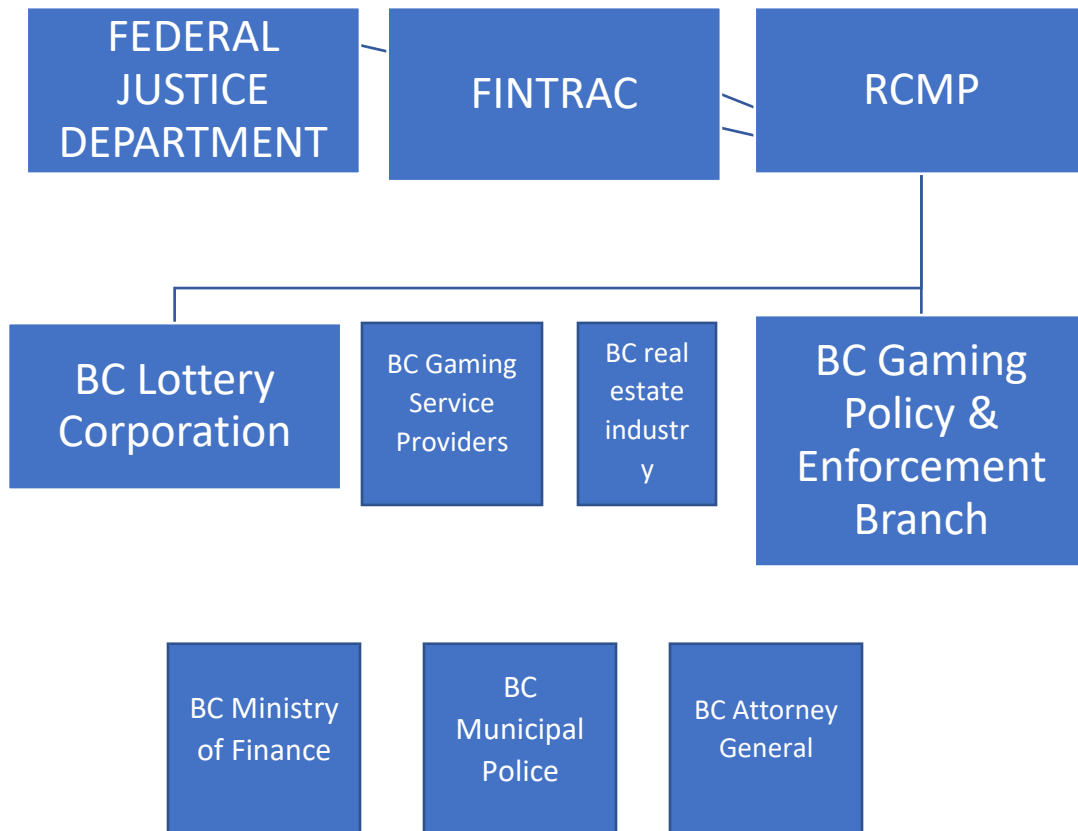 FEDERAL
JUSTICE
DEPARTMENT
FINTRAC
RCMP
BC Lottery
Corporation
BC Gaming
Service
Providers
BC real
estate
industr
y
BC Gaming
Policy &
Enforcement
Branch
BC Ministry
of Finance
BC
Municipal
Police
BC Attorney
General